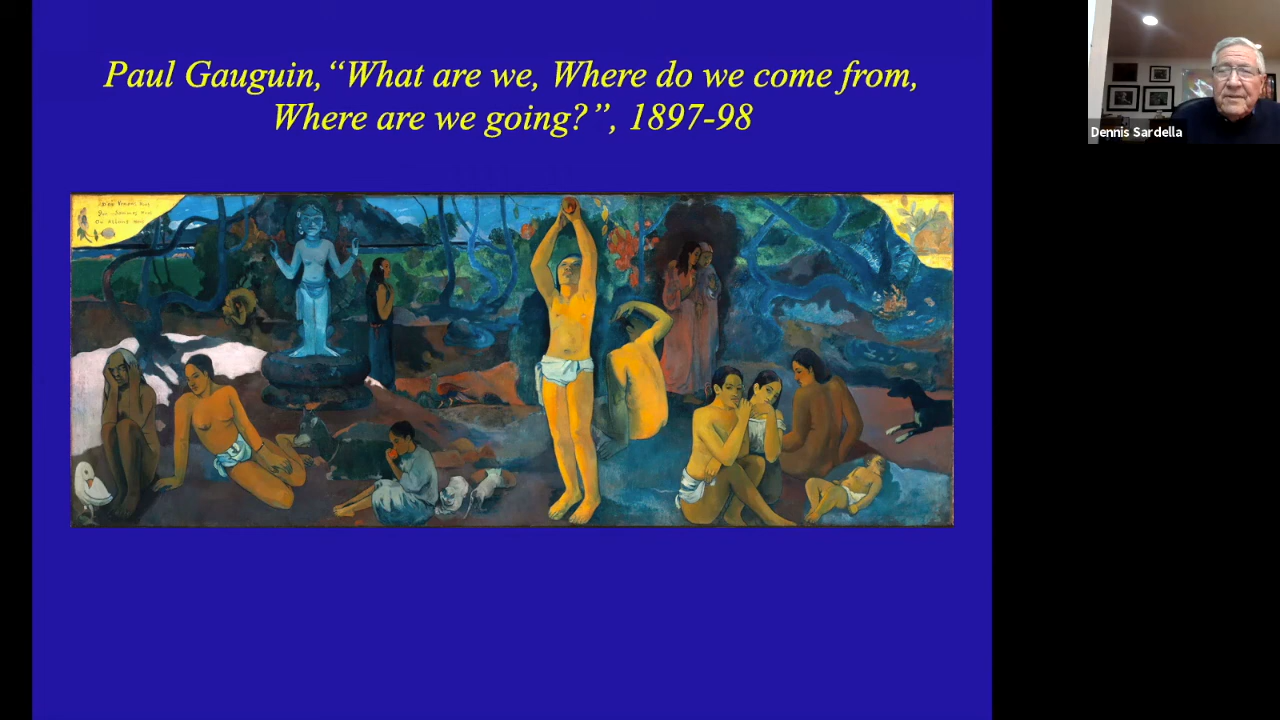 Paul Gauguin, “What are we, Where do we come from,
Where are we going?”, 1897-98
Dennis Sardella